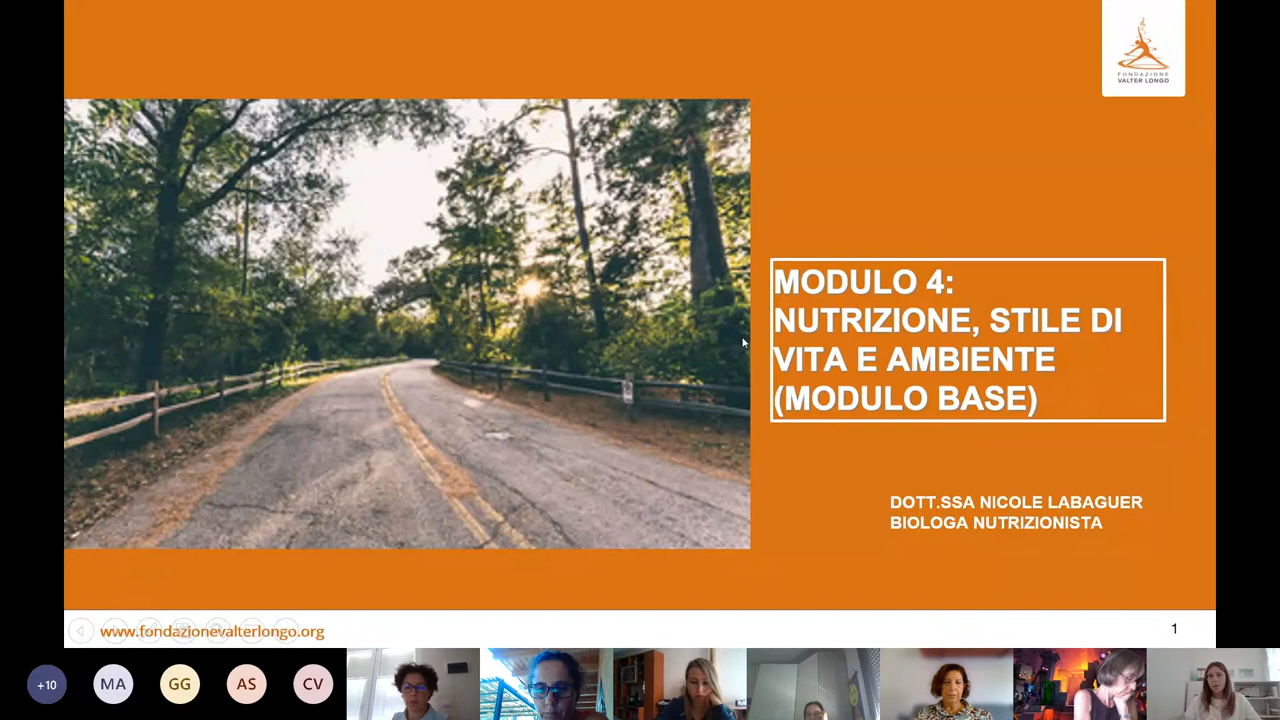 FONDAZIONE
VALTER LONGO
MODULO 4:
NUTRIZIONE, STILE DI
VITA E AMBIENTE
(MODULO BASE)
DOTT.SSA NICOLE LABAGUER
BIOLOGA NUTRIZIONISTA
www.fondazionevalterlongo.org
1
+10
MA
GG
AS
CV